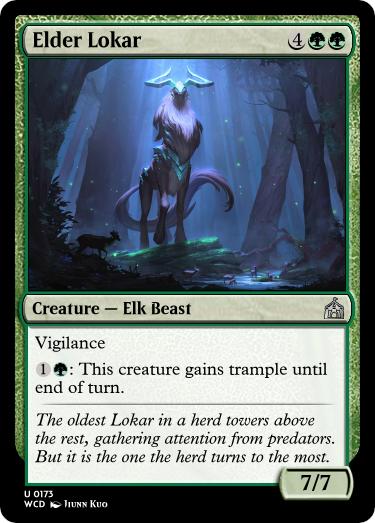 Elder Lokar 4
Creature — Elk Beast
Vigilance
1 : This creature gains trample until
end of turn.
The oldest Lokar in a herd towers above
the rest, gathering attention from predators.
But it is the one the herd turns to the most.
7/7
U 0173
WCD Jiunn Kuo